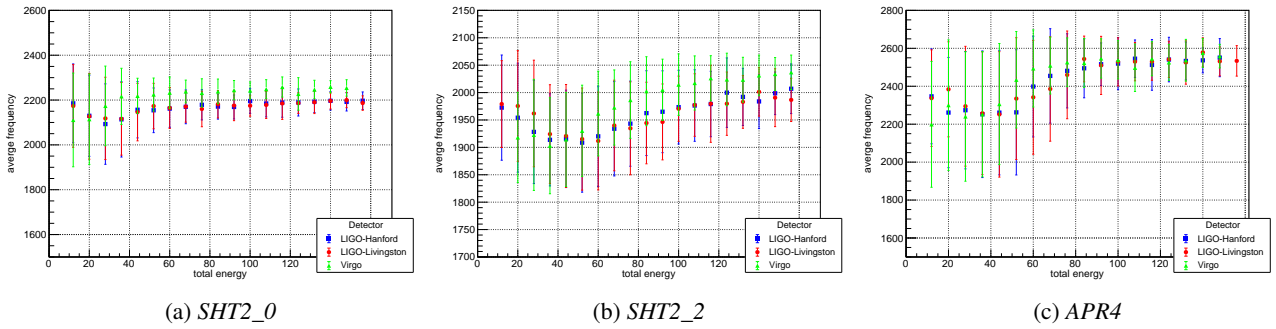 2600
2400
2200
2000
1800
1600
averge frequency
0 20 40 60 80 100 120
total energy
Detector
LIGO-Hanford
LIGO-Livingston
Virgo
(a) SHT2_0
2150
2100
2050
2000
1950
1900
1850
1800
1750
1700
averge frequency
0 20 40 60 80 100 120
total energy
Detector
LIGO-Hanford
LIGO-Livingston
Virgo
(b) SHT2_2
2800
2600
2400
2200
2000
1800
1600
averge frequency
0 20 40 60 80 100 120
total energy
Detector
LIGO-Hanford
LIGO-Livingston
Virgo
(c) APR4